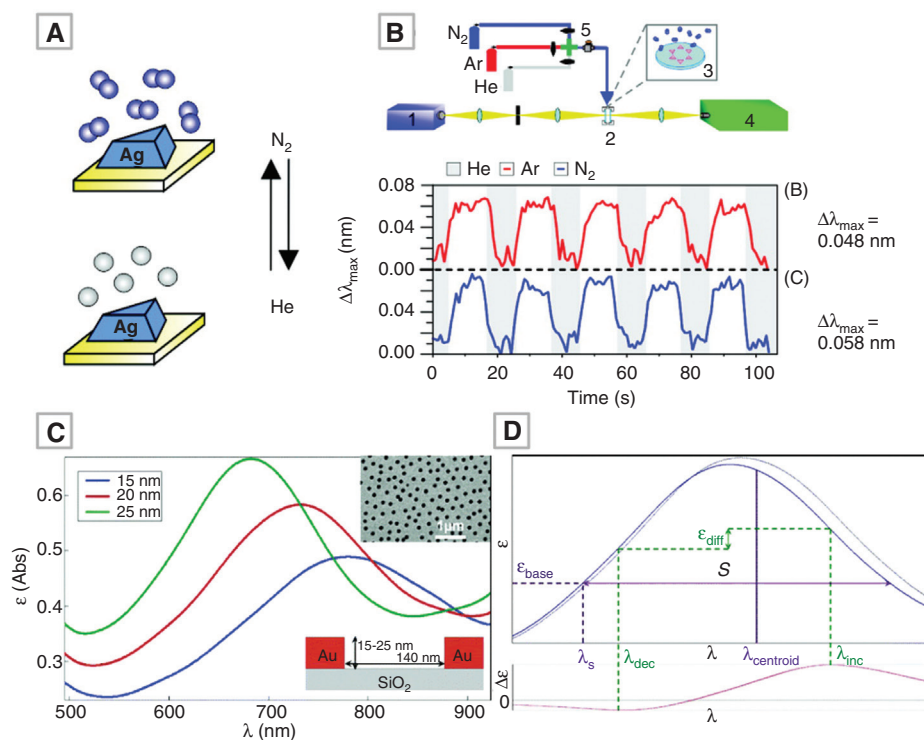 A
N₂
Ag
He
Ag
B
N₂
Ar
He
5
1
2
3
4
He Ar N₂
0.08
(B)
0.04
0.00
(C)
0.04
0.00
Δλmax (nm)
0 20 40 60 80 100
Time (s)
Δλmax =
0.048 nm
Δλmax =
0.058 nm
C
15 nm
20 nm
25 nm
1μm
0.6
0.5
0.4
0.3
ε (Abs)
Au
15-25 nm
140 nm
Au
SiO₂
500 600 700 800 900
λ (nm)
D
ε
εdiff
εbase
S
λs
λdec
λ
λcentroid
λinc
Δε
0
λ